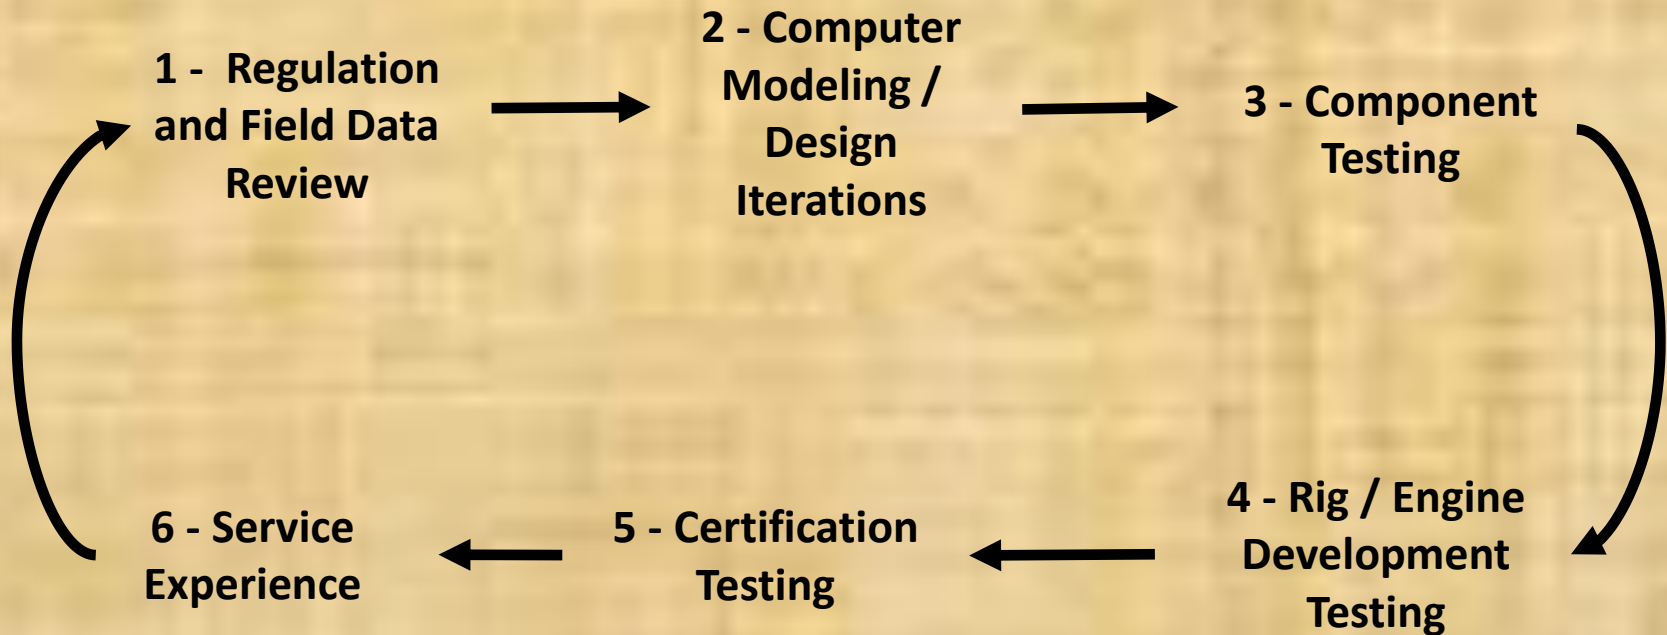 1 - Regulation
and Field Data
Review
2 - Computer
Modeling /
Design
Iterations
3 - Component
Testing
4 - Rig / Engine
Development
Testing
5 - Certification
Testing
6 - Service
Experience